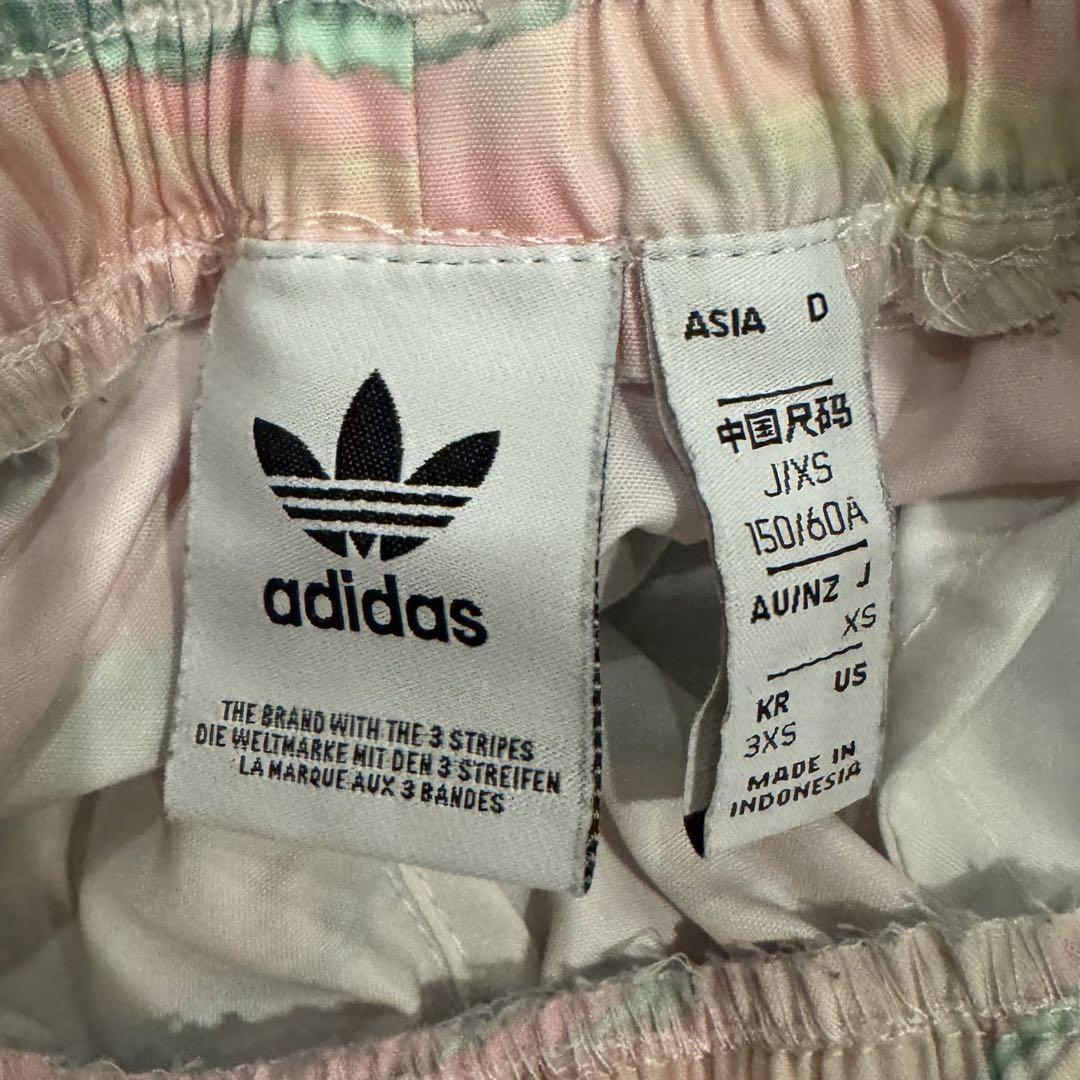 adidas
THE BRAND WITH THE 3 STRIPES
DIE WELTMARKE MIT DEN 3 STREIFEN
LA MARQUE AUX 3 BANDES
ASIA D
中国尺码
J/XS
150/60A
AU/NZ J
XS
KR US
3XS
MADE IN
INDONESIA